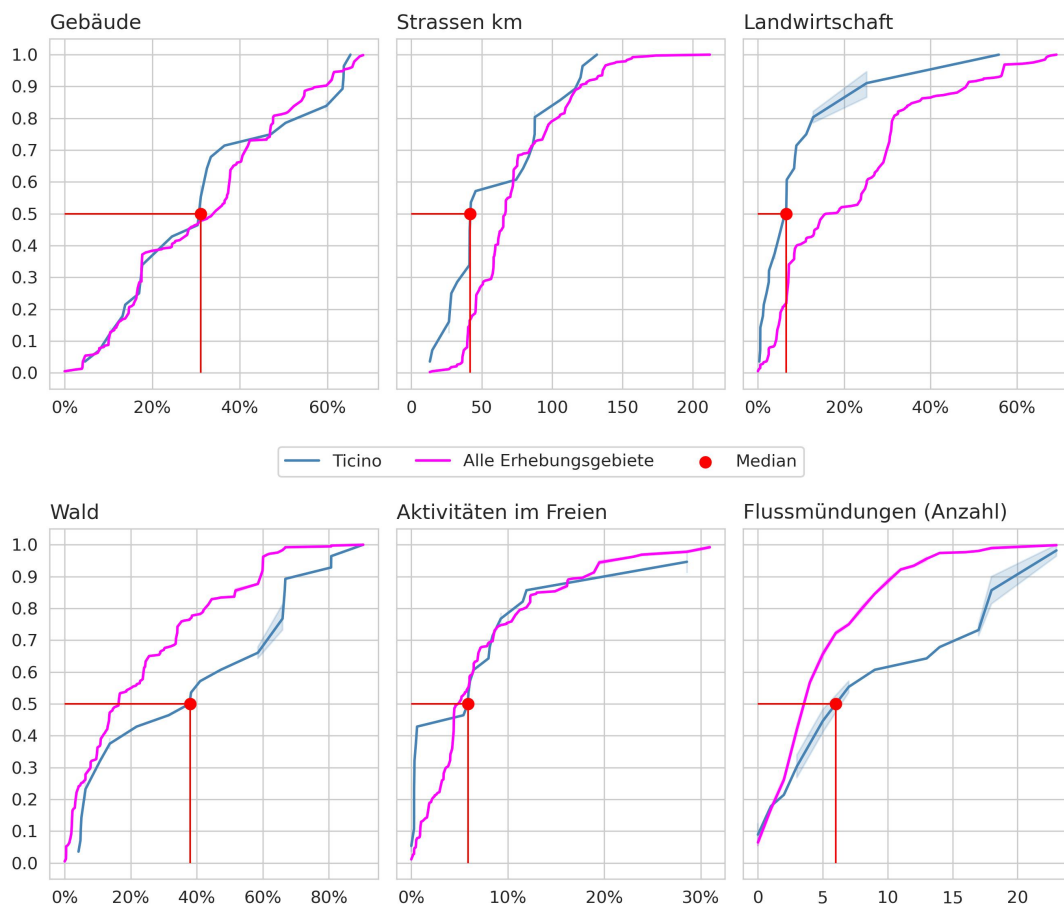 Gebäude
Strassen km
Landwirtschaft
1.0
0.9
0.8
0.7
0.6
0.5
0.4
0.3
0.2
0.1
0.0
0% 20% 40% 60%
0 50 100 150 200
0% 20% 40% 60%
Ticino Alle Erhebungsgebiete Median
Wald
Aktivitäten im Freien
Flussmündungen (Anzahl)
1.0
0.9
0.8
0.7
0.6
0.5
0.4
0.3
0.2
0.1
0.0
0% 20% 40% 60% 80%
0 10% 20% 30%
0 5 10 15 20